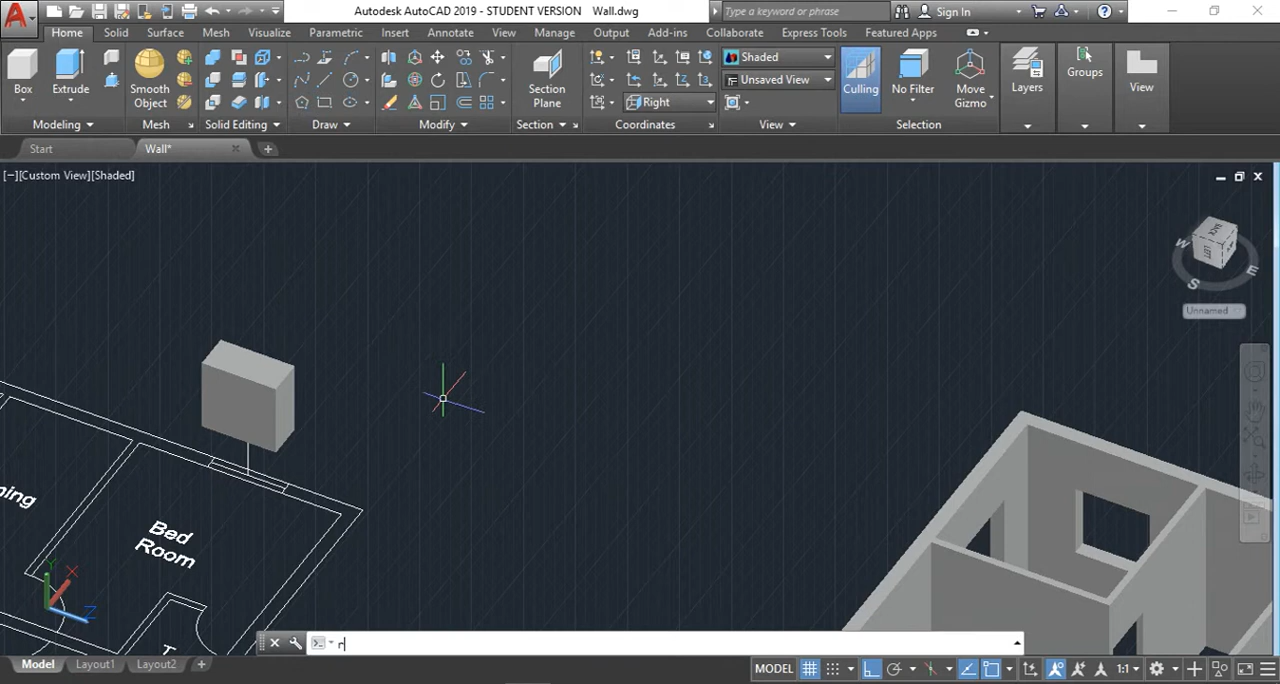 Autodesk AutoCAD 2019 - STUDENT VERSION Wall.dwg
Type a keyword or phrase
Sign In
Home Solid Surface Mesh Visualize Parametric Insert Annotate View Manage Output Add-ins Collaborate Express Tools Featured Apps
Shaded
Unsaved View
Right
Box Extrude Smooth Object Section Plane Culling No Filter Move Gizmo Layers Groups View
Modeling Mesh Solid Editing Draw Modify Section Coordinates View Selection
Start Wall*
[−][Custom View][Shaded]
BACK
LEFT
W
E
S
Unnamed
ning
Bed
Room
T
Y
X
Z
r
Model Layout1 Layout2
MODEL 1:1